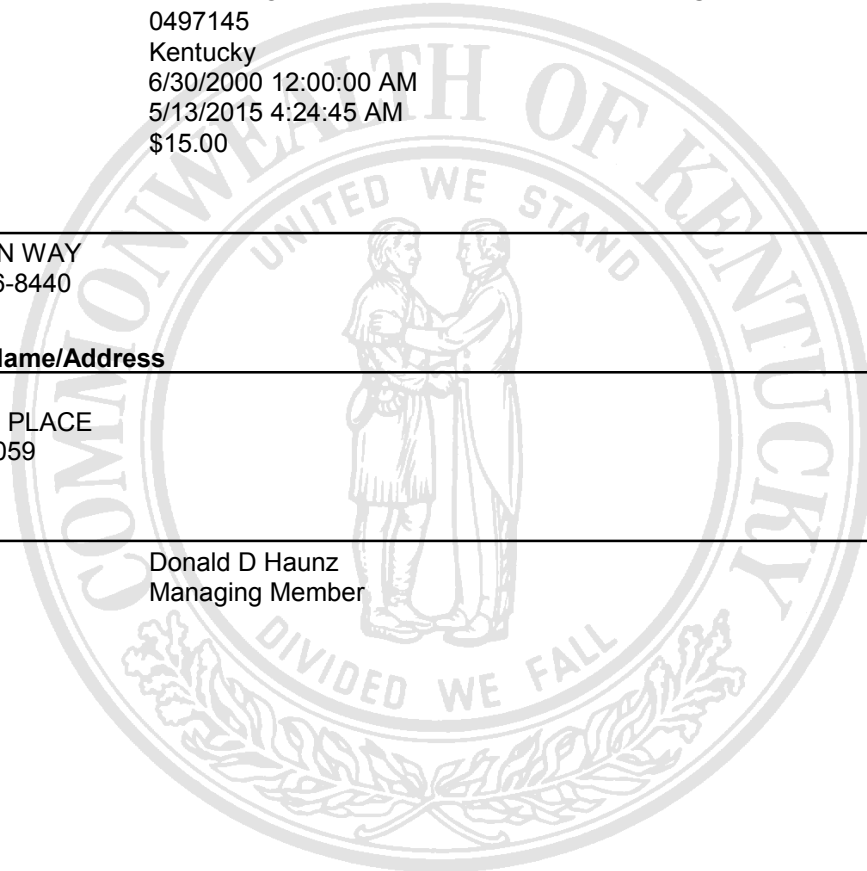 0497145
Kentucky
6/30/2000 12:00:00 AM
5/13/2015 4:24:45 AM
$15.00
N WAY
6-8440
Name/Address
PLACE
059
Donald D Haunz
Managing Member
COMMONWEALTH OF KENTUCKY
UNITED WE STAND
DIVIDED WE FALL